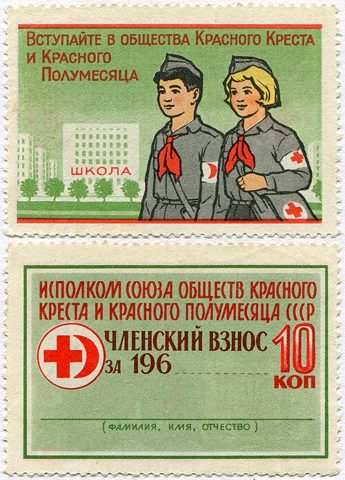 Вступайте в общества Красного Креста
и Красного
Полумесяца
ШКОЛА
ИСПОЛКОМ СОЮЗА ОБЩЕСТВ КРАСНОГО
КРЕСТА И КРАСНОГО ПОЛУМЕСЯЦА СССР
ЧЛЕНСКИЙ ВЗНОС
ЗА 196
10
КОП
(ФАМИЛИЯ, ИМЯ, ОТЧЕСТВО)